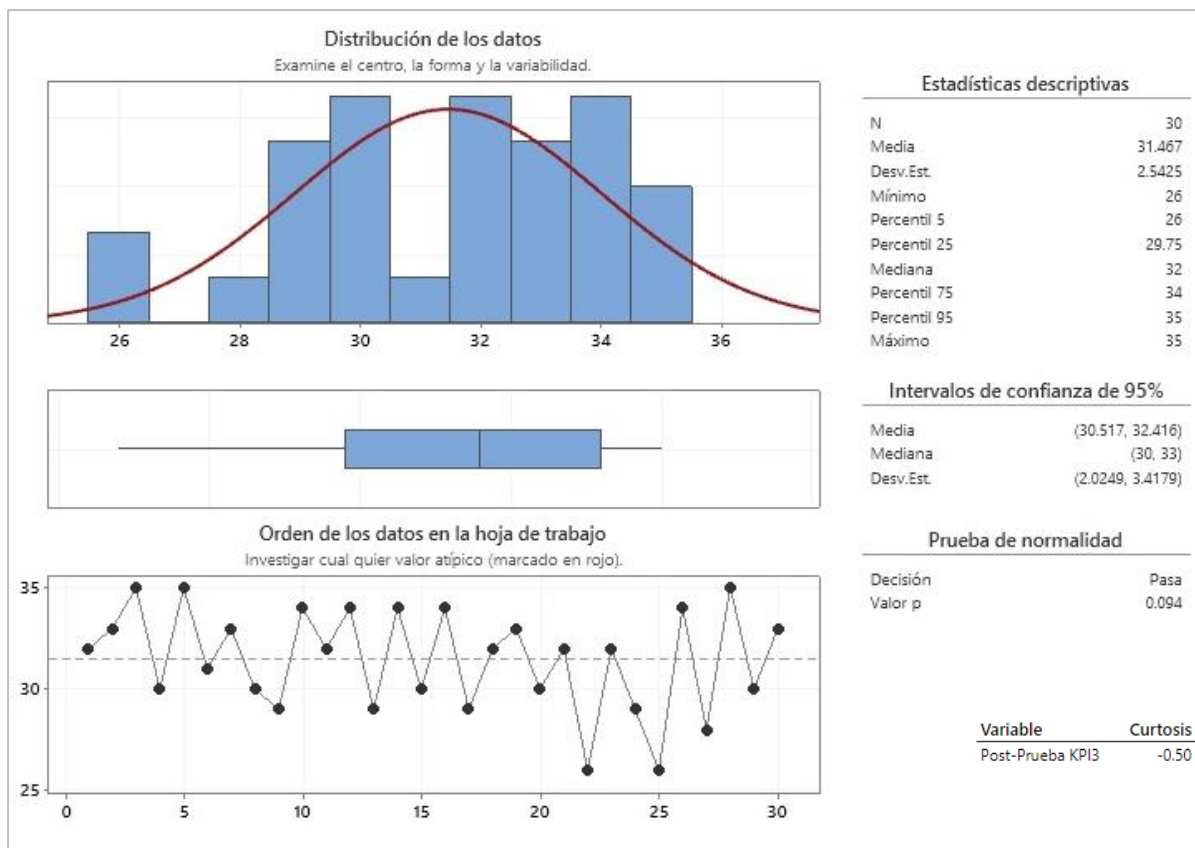 Distribución de los datos
Examine el centro, la forma y la variabilidad.
26 28 30 32 34 36
Estadísticas descriptivas
N 30
Media 31.467
Desv.Est. 2.5425
Mínimo 26
Percentil 5 26
Percentil 25 29.75
Mediana 32
Percentil 75 34
Percentil 95 35
Máximo 35
Intervalos de confianza de 95%
Media (30.517, 32.416)
Mediana (30, 33)
Desv.Est. (2.0249, 3.4179)
Orden de los datos en la hoja de trabajo
Investigar cual quier valor atípico (marcado en rojo).
35
30
25
0 5 10 15 20 25 30
Prueba de normalidad
Decisión Pasa
Valor p 0.094
Variable Curtosis
Post-Prueba KPI3 -0.50